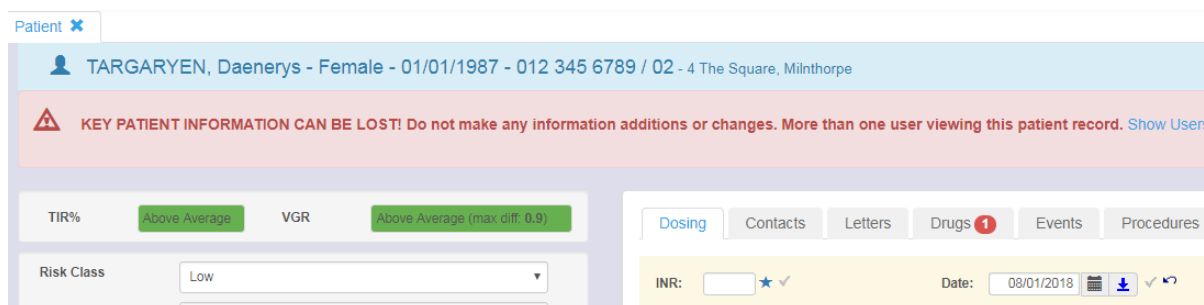 Patient
TARGARYEN, Daenerys - Female - 01/01/1987 - 012 345 6789 / 02 - 4 The Square, Milnthorpe
KEY PATIENT INFORMATION CAN BE LOST! Do not make any information additions or changes. More than one user viewing this patient record. Show Users
TIR% Above Average VGR Above Average (max diff: 0.9)
Dosing Contacts Letters Drugs 1 Events Procedures
Risk Class Low
INR: Date: 08/01/2018